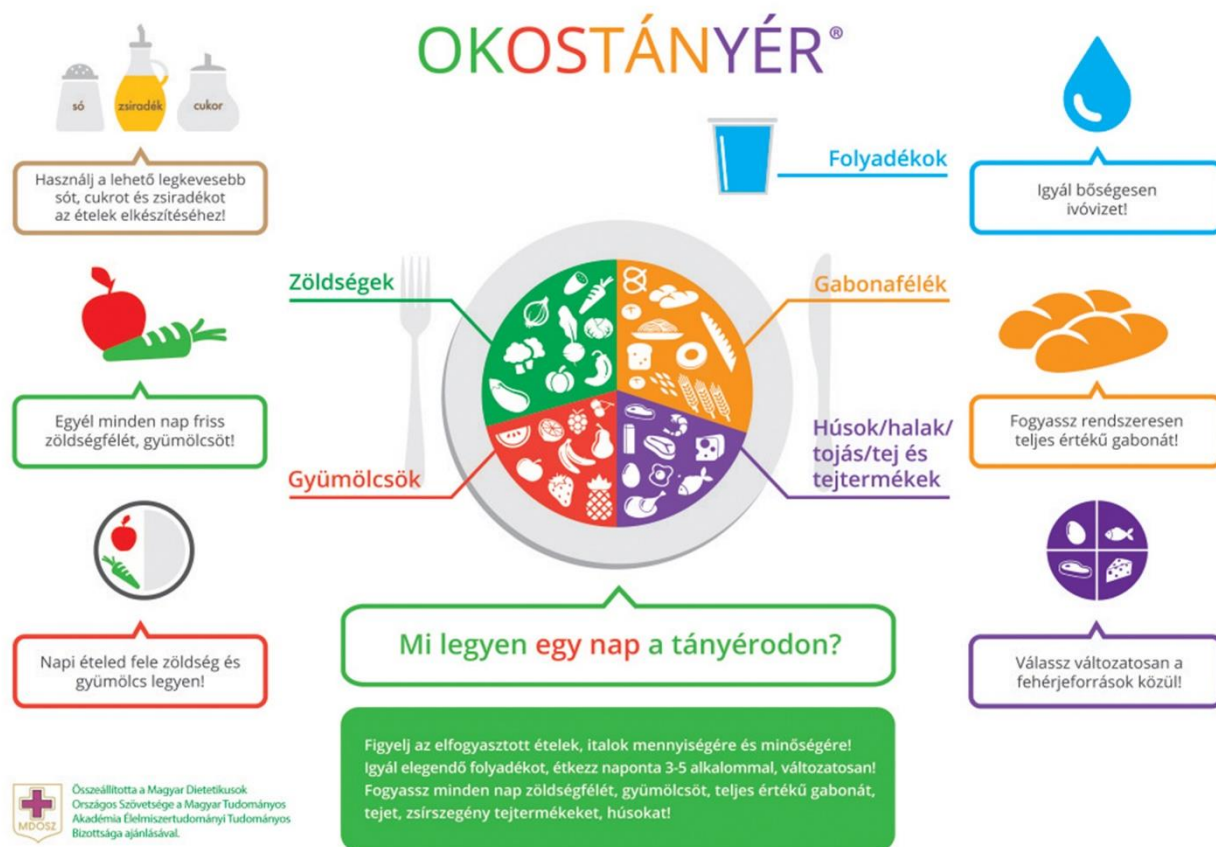 OKOSTÁNYÉR®
só
zsiradék
cukor
Használj a lehető legkevesebb
sót, cukrot és zsiradékot
az ételek elkészítéséhez!
Folyadékok
Igyál bőségesen
ivóvizet!
Zöldségek
Gabonafélék
Egyél minden nap friss
zöldségfélét, gyümölcsöt!
Gyümölcsök
Húsok/halak/
tojás/tej és
tejtermékek
Fogyassz rendszeresen
teljes értékű gabonát!
Napi ételed fele zöldség és
gyümölcs legyen!
Mi legyen egy nap a tányérodon?
Válassz változatosan a
fehérjeforrások közül!
Figyelj az elfogyasztott ételek, italok mennyiségére és minőségére!
Igyál elegendő folyadékot, étkezz naponta 3-5 alkalommal, változatosan!
Fogyassz minden nap zöldségfélét, gyümölcsöt, teljes értékű gabonát,
tejet, zsírszegény tejtermékeket, húsokat!
MDOSZ
Összeállította a Magyar Dietetikusok
Országos Szövetsége a Magyar Tudományos
Akadémia Élelmiszertudományi Tudományos
Bizottsága ajánlásával.